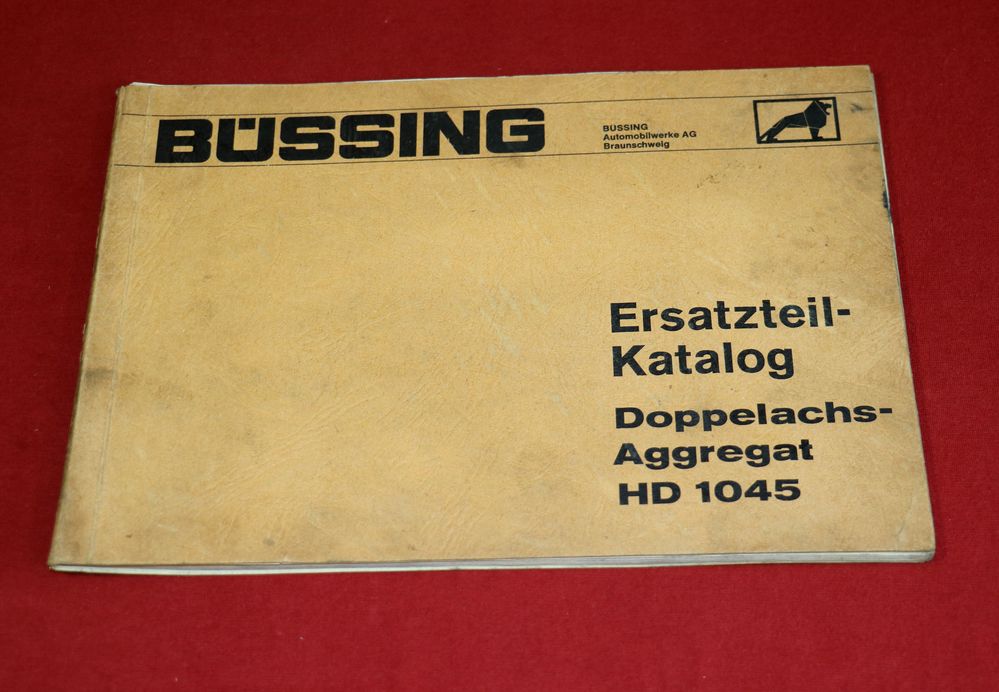 BÜSSING
BÜSSING
Automobilwerke AG
Braunschweig
Ersatzteil-
Katalog
Doppelachs-
Aggregat
HD 1045